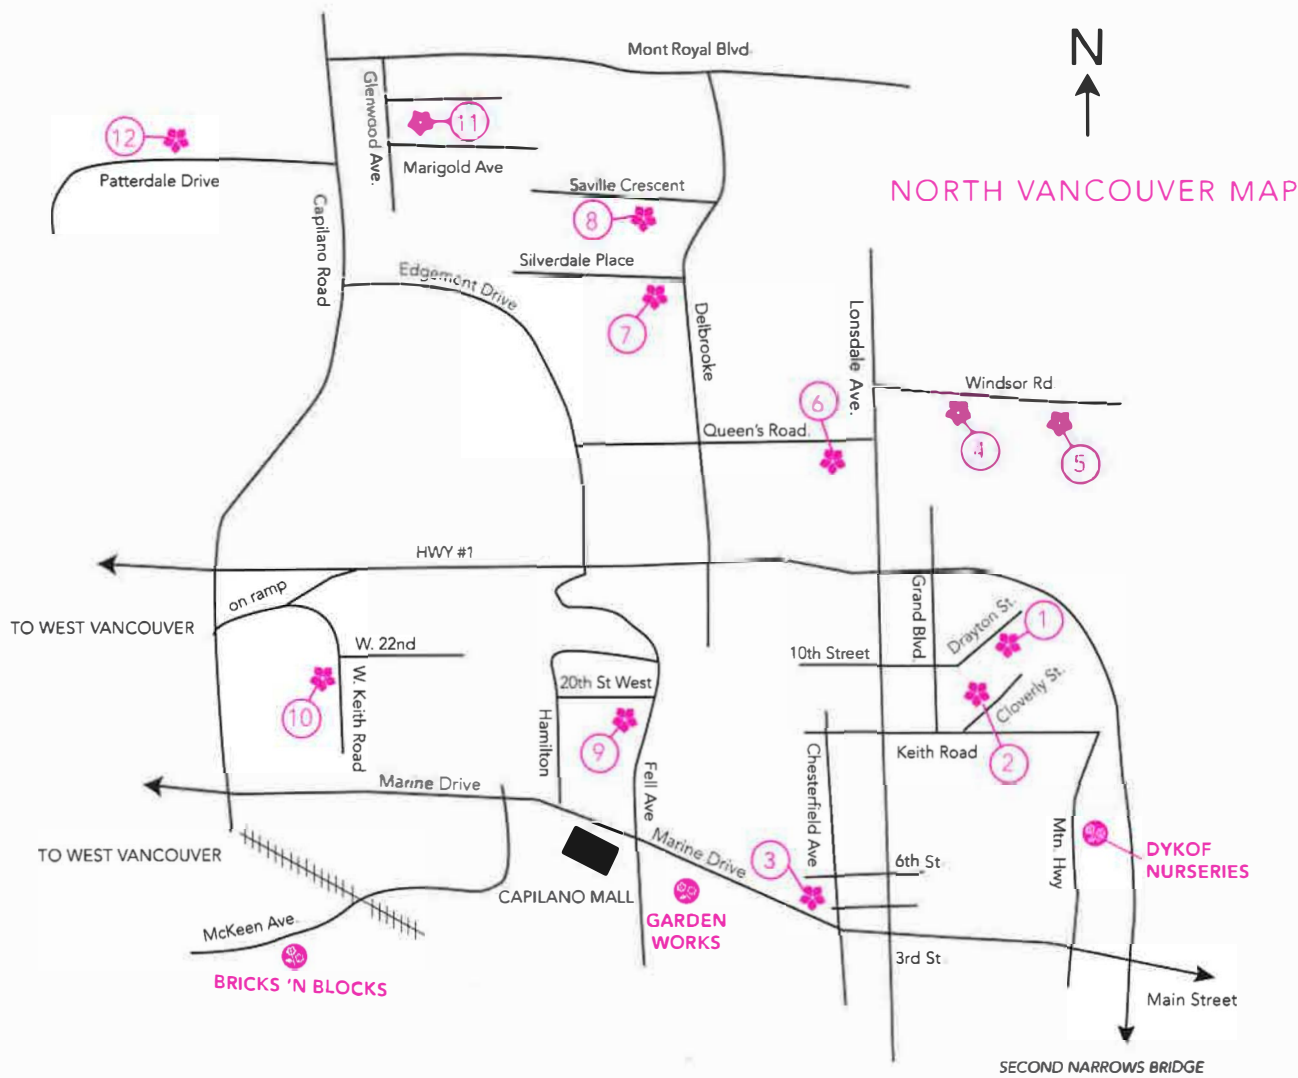 N
Mont Royal Blvd
Glenwood Ave.
11
12
Marigold Ave
Patterdale Drive
Saville Crescent
NORTH VANCOUVER MAP
8
Capilano Road
Silverdale Place
Edgemont Drive
7
Delbrooke
Lonsdale Ave.
Windsor Rd
6
Queen's Road.
4
5
HWY #1
on ramp
TO WEST VANCOUVER
Grand Blvd.
Drayton St.
1
W. 22nd
10th Street
20th St West
Cloverly St.
W. Keith Road
10
Hamilton
9
Keith Road
2
Fell Ave
Chesterfield Ave
Marine Drive
Mtn. Hwy
Marine Drive
3
TO WEST VANCOUVER
6th St
DYKOF
NURSERIES
CAPILANO MALL
GARDEN
WORKS
McKeen Ave.
3rd St
BRICKS 'N BLOCKS
Main Street
SECOND NARROWS BRIDGE